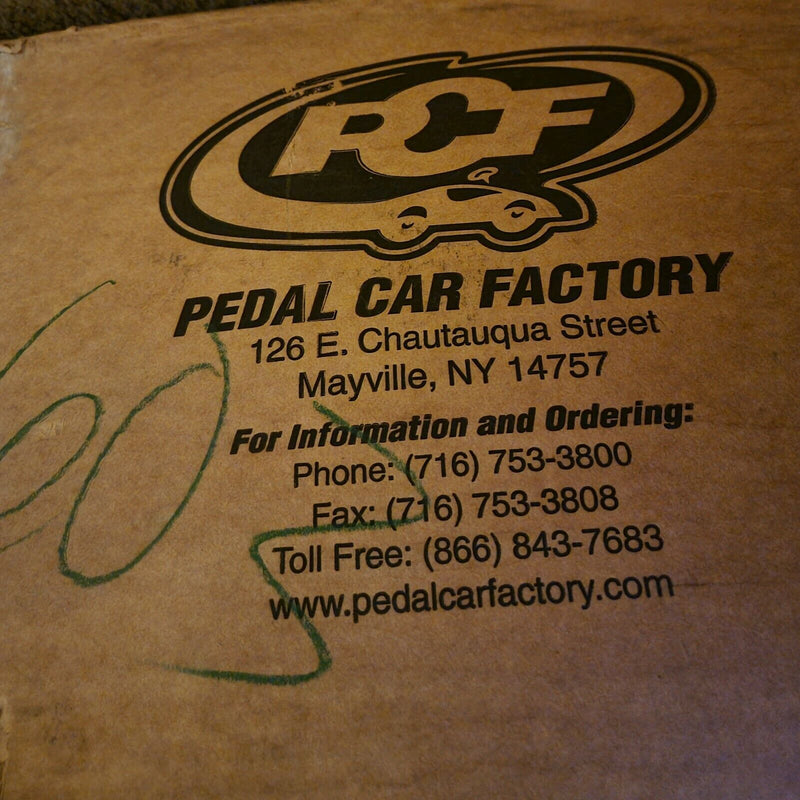 PCF
PEDAL CAR FACTORY
126 E. Chautauqua Street
Mayville, NY 14757
For Information and Ordering:
Phone: (716) 753-3800
Fax: (716) 753-3808
Toll Free: (866) 843-7683
www.pedalcarfactory.com